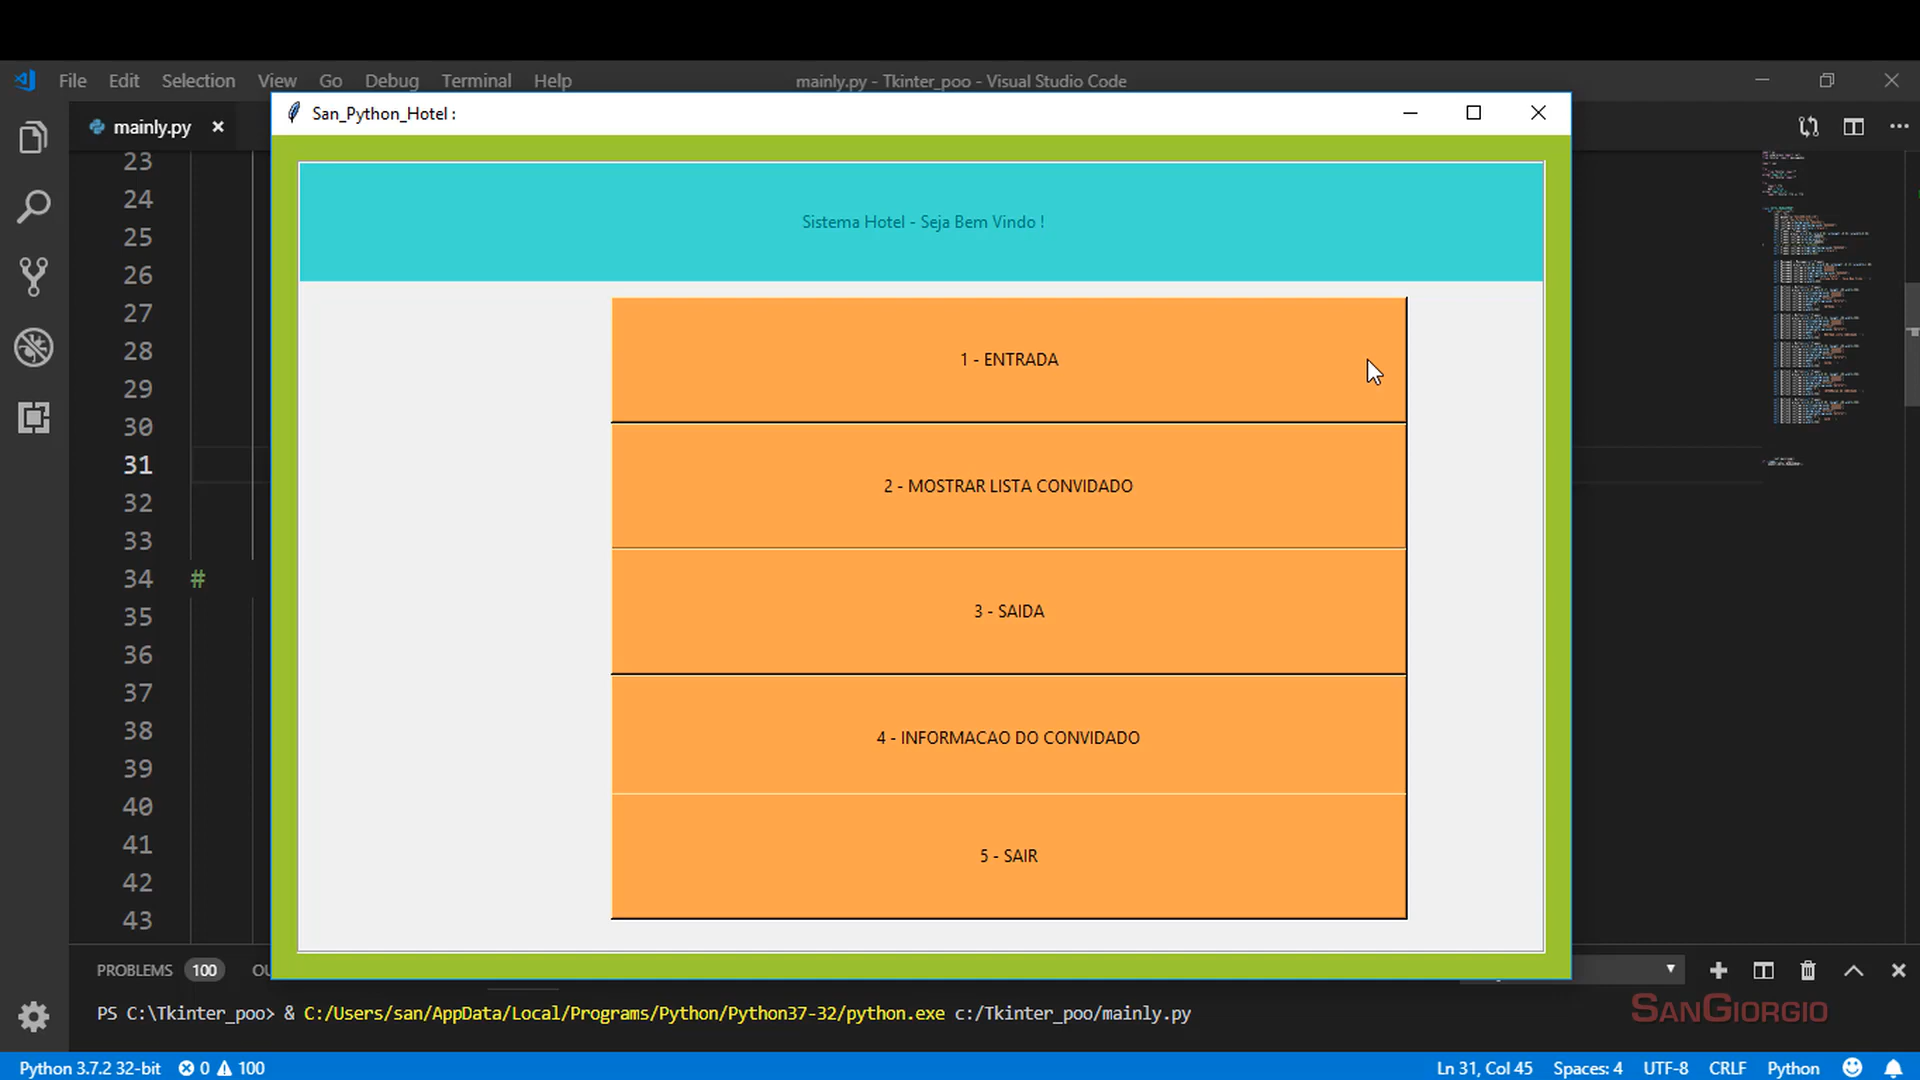 File Edit Selection View Go Debug Terminal Help
mainly.py - Tkinter_poo - Visual Studio Code
mainly.py
San_Python_Hotel :
Sistema Hotel - Seja Bem Vindo !
1 - ENTRADA
2 - MOSTRAR LISTA CONVIDADO
3 - SAIDA
4 - INFORMACAO DO CONVIDADO
5 - SAIR
23
24
25
26
27
28
29
30
31
32
33
34 #
35
36
37
38
39
40
41
42
43
PROBLEMS 100
PS C:\Tkinter_poo> & C:/Users/san/AppData/Local/Programs/Python/Python37-32/python.exe c:/Tkinter_poo/mainly.py
SANGIORGIO
Python 3.7.2 32-bit 0 100 Ln 31, Col 45 Spaces: 4 UTF-8 CRLF Python